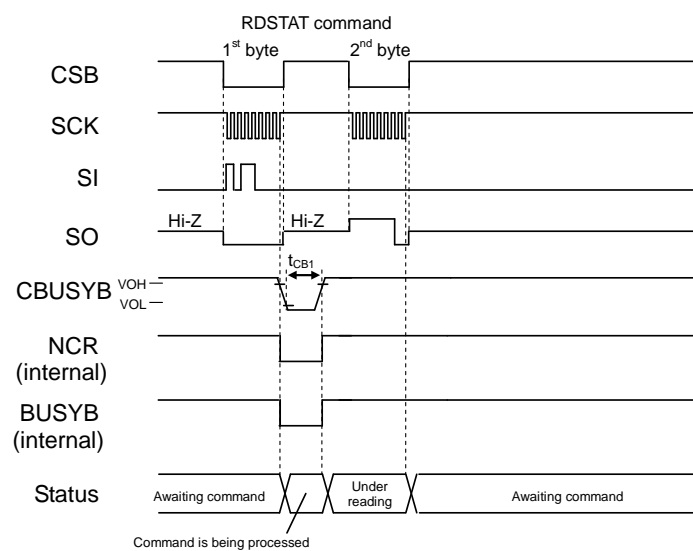 RDSTAT command
1st byte 2nd byte
CSB
SCK
SI
Hi-Z Hi-Z
SO
tCB1
CBUSYB VOH
VOL
NCR
(internal)
BUSYB
(internal)
Status Awaiting command Under reading Awaiting command
Command is being processed